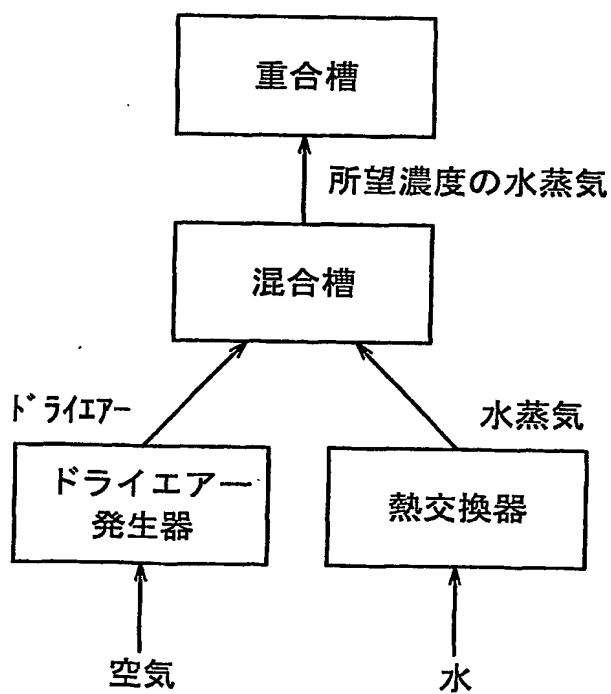 重合槽
所望濃度の水蒸気
混合槽
ドライエアー
水蒸気
ドライエアー
発生器
熱交換器
空気
水